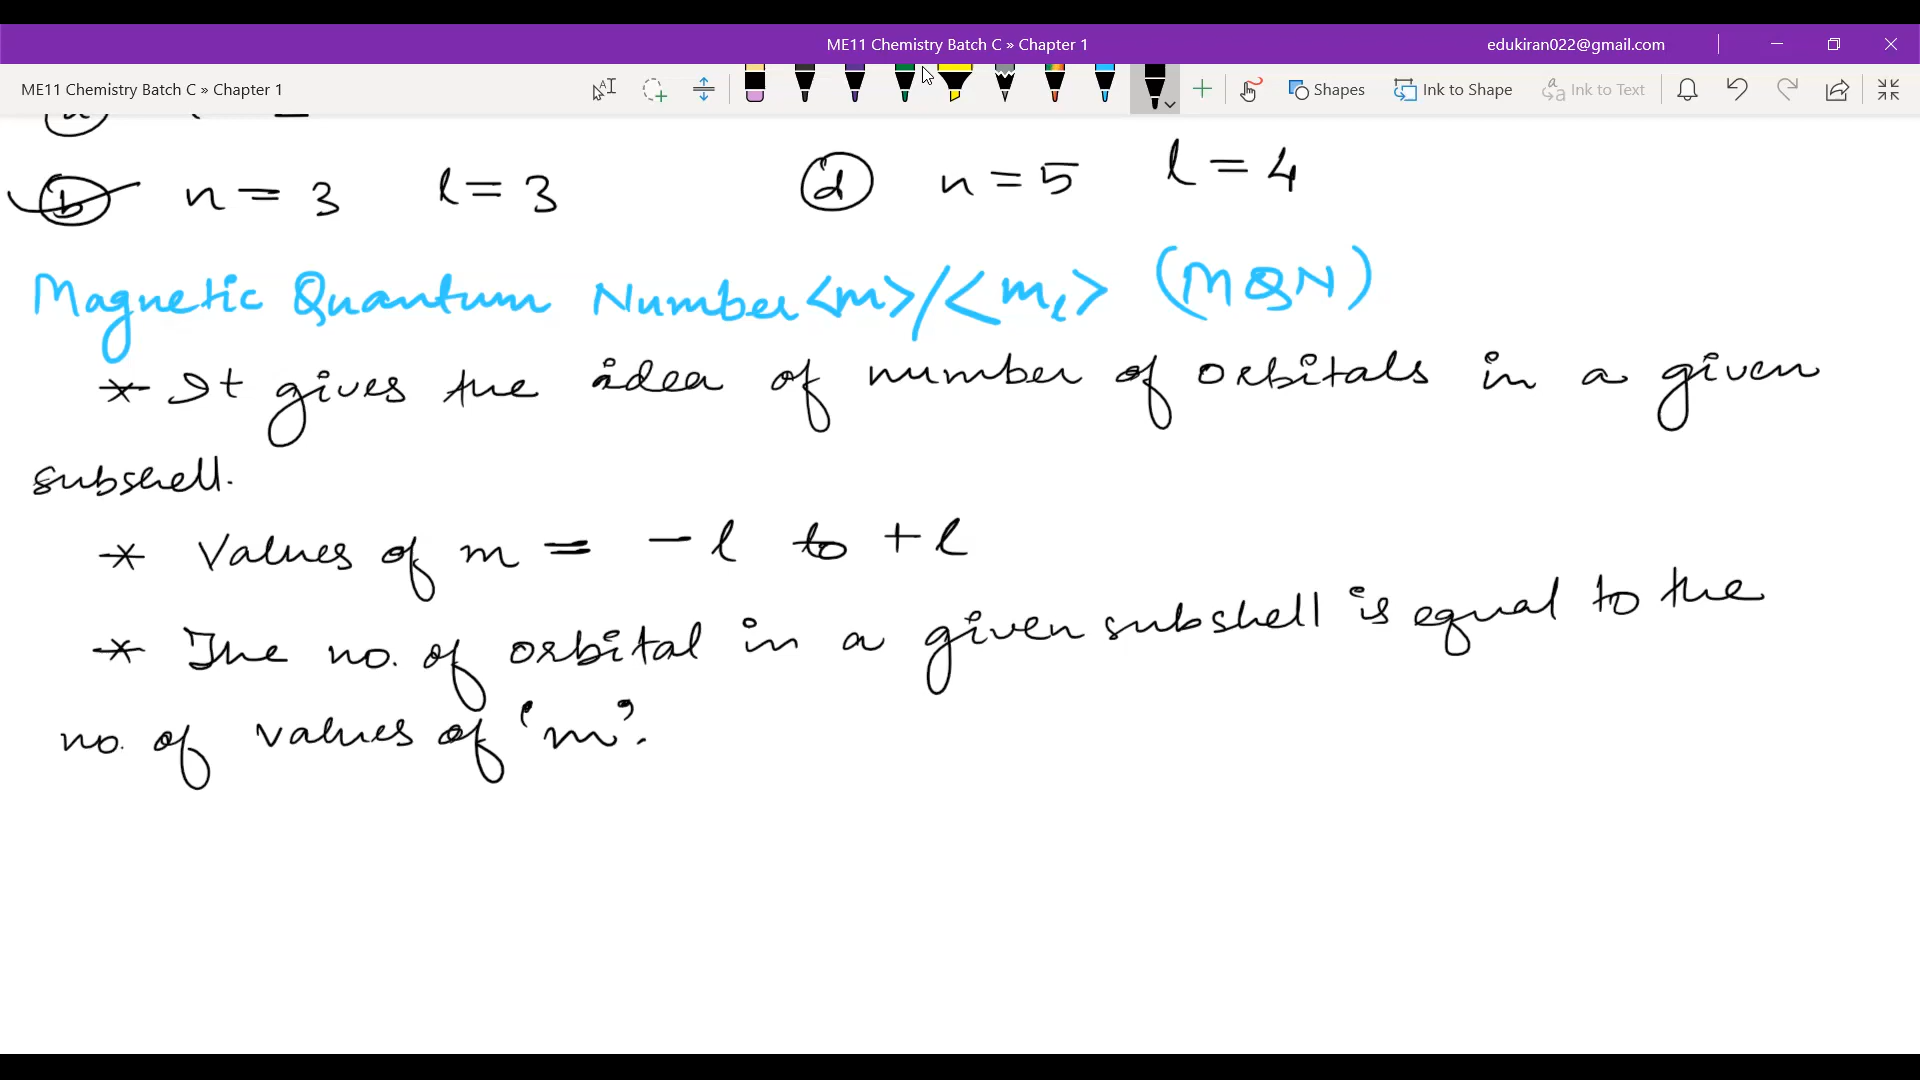 ME11 Chemistry Batch C » Chapter 1
edukiran022@gmail.com
ME11 Chemistry Batch C » Chapter 1
Shapes
Ink to Shape
Ink to Text
(b) n = 3 l = 3 (d) n = 5 l = 4
Magnetic Quantum Number <m>/<mₗ> (MQN)
* It gives the idea of number of orbitals in a given
subshell.
* Values of m = - l to + l
* The no. of orbital in a given subshell is equal to the
no. of values of 'm'.